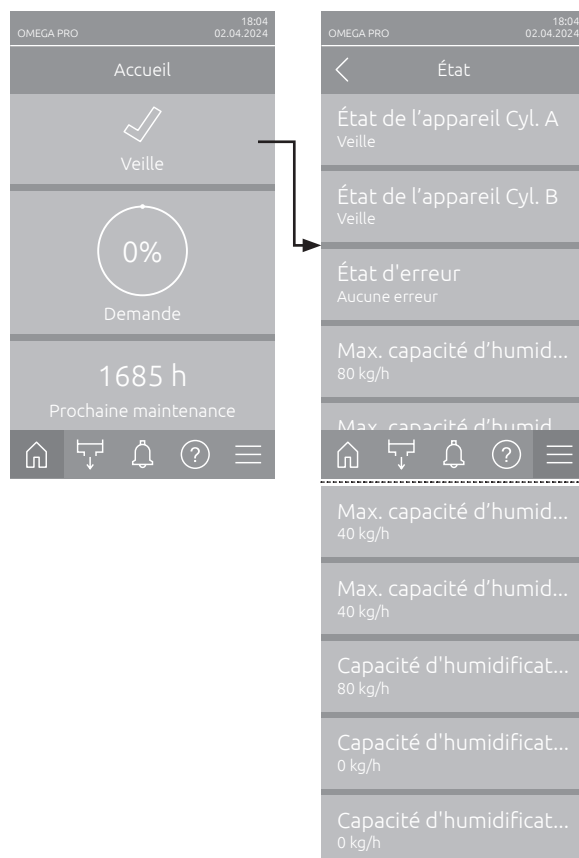 OMEGA PRO
18:04
02.04.2024
Accueil
Veille
0%
Demande
1685 h
Prochaine maintenance
?
OMEGA PRO
18:04
02.04.2024
État
État de l’appareil Cyl. A
Veille
État de l’appareil Cyl. B
Veille
État d'erreur
Aucune erreur
Max. capacité d’humid...
80 kg/h
Max. capacité d’humid...
?
Max. capacité d’humid...
40 kg/h
Max. capacité d’humid...
40 kg/h
Capacité d'humidificat...
80 kg/h
Capacité d'humidificat...
0 kg/h
Capacité d'humidificat...
0 kg/h